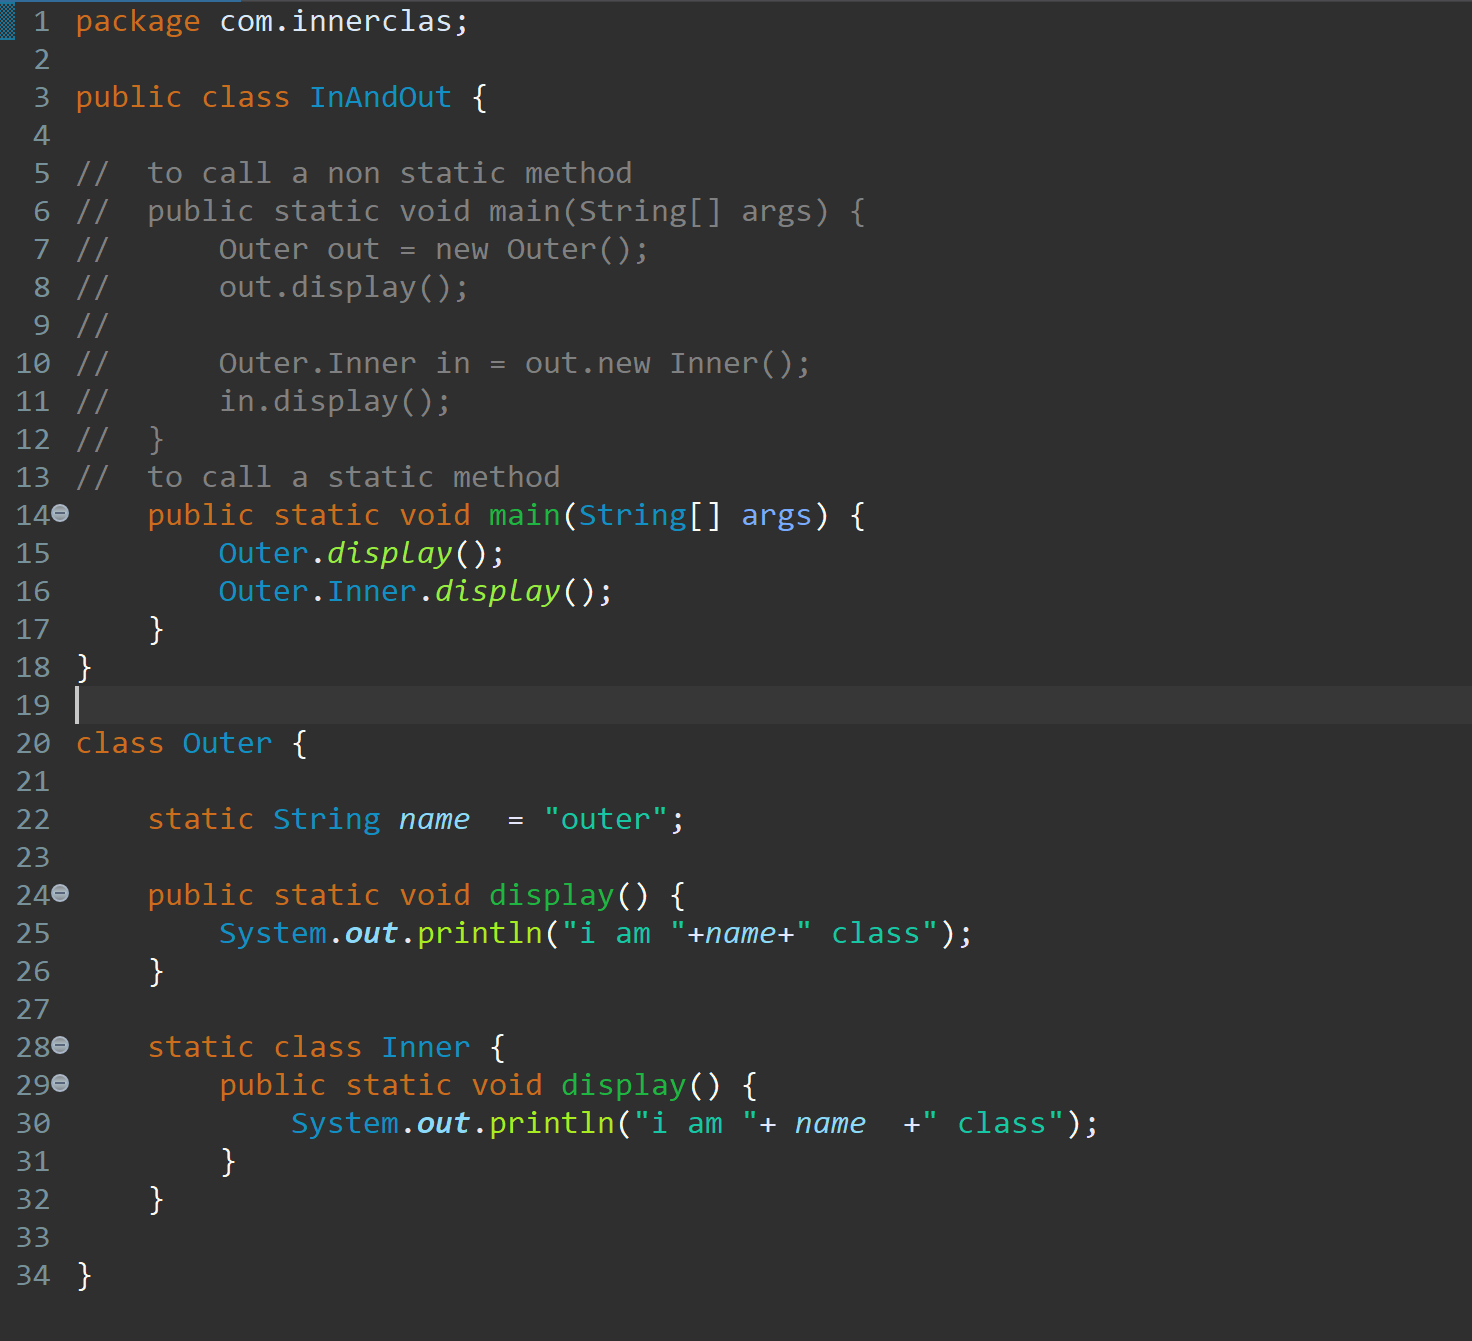 1 package com.innerclas;
2
3 public class InAndOut {
4
5 //  to call a non static method
6 //  public static void main(String[] args) {
7 //      Outer out = new Outer();
8 //      out.display();
9 //
10 //      Outer.Inner in = out.new Inner();
11 //      in.display();
12 //  }
13 //  to call a static method
14     public static void main(String[] args) {
15         Outer.display();
16         Outer.Inner.display();
17     }
18 }
19
20 class Outer {
21
22     static String name  = "outer";
23
24     public static void display() {
25         System.out.println("i am "+name+" class");
26     }
27
28     static class Inner {
29         public static void display() {
30             System.out.println("i am "+ name  +" class");
31         }
32     }
33
34 }